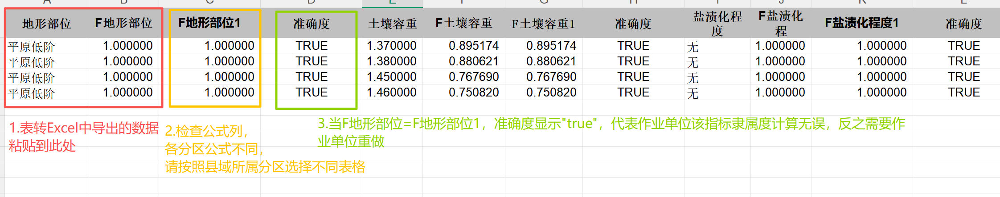 A B C D E F G H I J K L
地形部位 F地形部位 F地形部位1 准确度 土壤容重 F土壤容重 F土壤容重1 准确度 盐渍化程度 F盐渍化程 F盐渍化程度1 准确度
平原低阶 1.000000 1.000000 TRUE 1.370000 0.895174 0.895174 TRUE 无 1.000000 1.000000 TRUE
平原低阶 1.000000 1.000000 TRUE 1.380000 0.880621 0.880621 TRUE 无 1.000000 1.000000 TRUE
平原低阶 1.000000 1.000000 TRUE 1.450000 0.767690 0.767690 TRUE 无 1.000000 1.000000 TRUE
平原低阶 1.000000 1.000000 TRUE 1.460000 0.750820 0.750820 TRUE 无 1.000000 1.000000 TRUE
1.表转Excel中导出的数据
粘贴到此处
2.检查公式列，
各分区公式不同，
请按照县域所属分区选择不同表格
3.当F地形部位=F地形部位1，准确度显示"true"，代表作业单位该指标隶属度计算无误，反之需要作
业单位重做